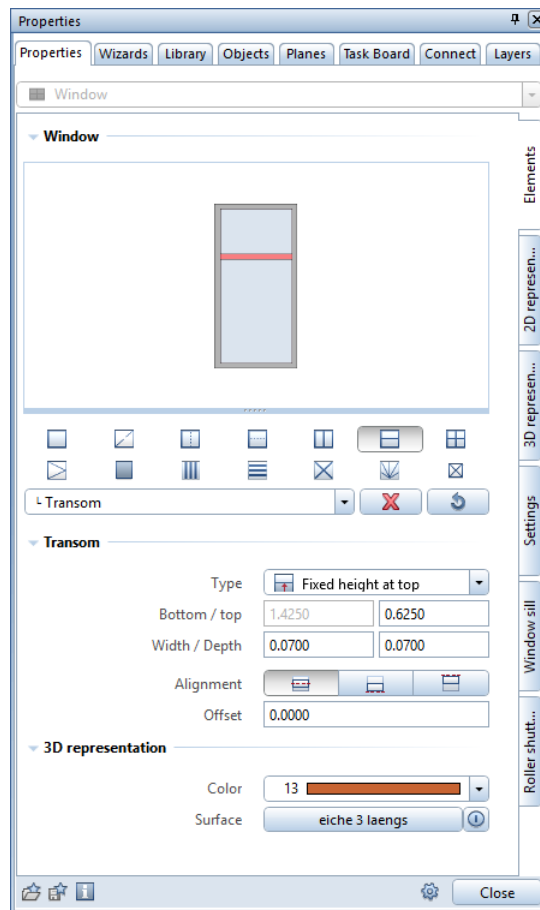 Properties
Properties Wizards Library Objects Planes Task Board Connect Layers
Window
Window
Elements
2D represen...
3D represen...
Settings
Window sill
Roller shutt...
└ Transom
Transom
Type Fixed height at top
Bottom / top 1.4250 0.6250
Width / Depth 0.0700 0.0700
Alignment
Offset 0.0000
3D representation
Color 13
Surface eiche 3 laengs
Close